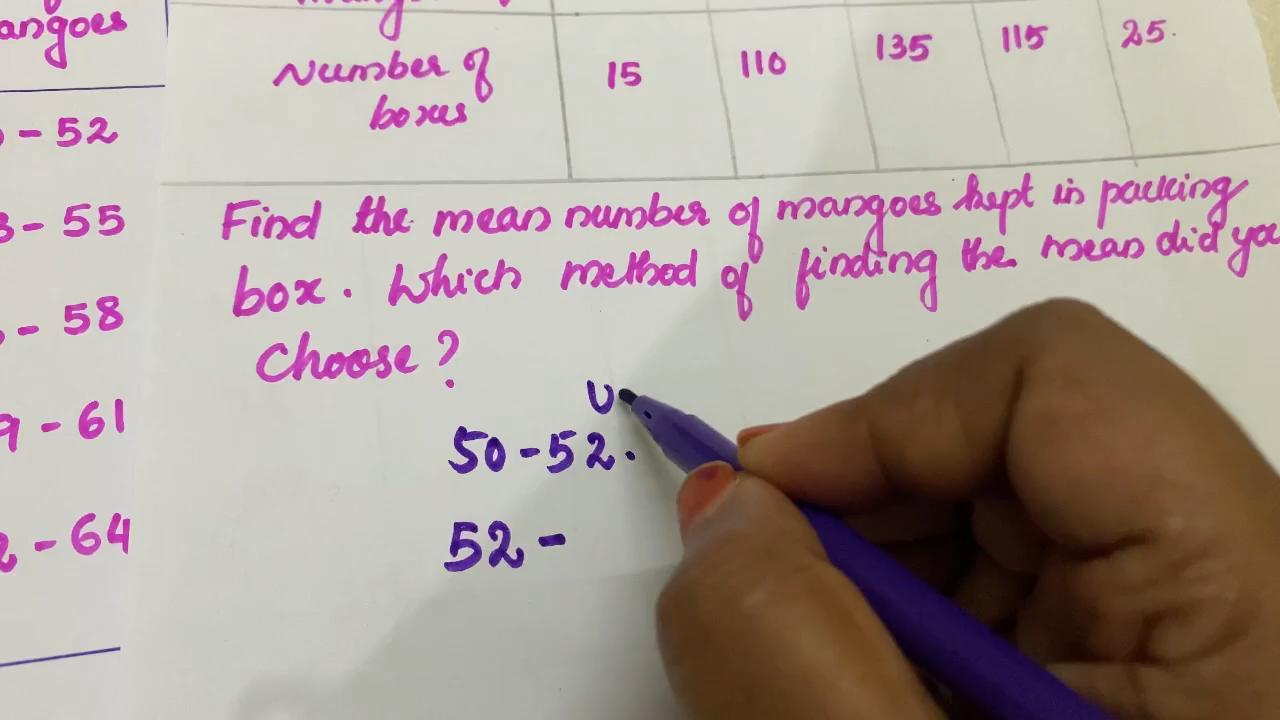 angoes
- 52
- 55
- 58
- 61
- 64
Number of boxes 15 110 135 115 25.
Find the mean number of mangoes kept in packing
box. Which method of finding the mean did you
choose?
U
50-52.
52-